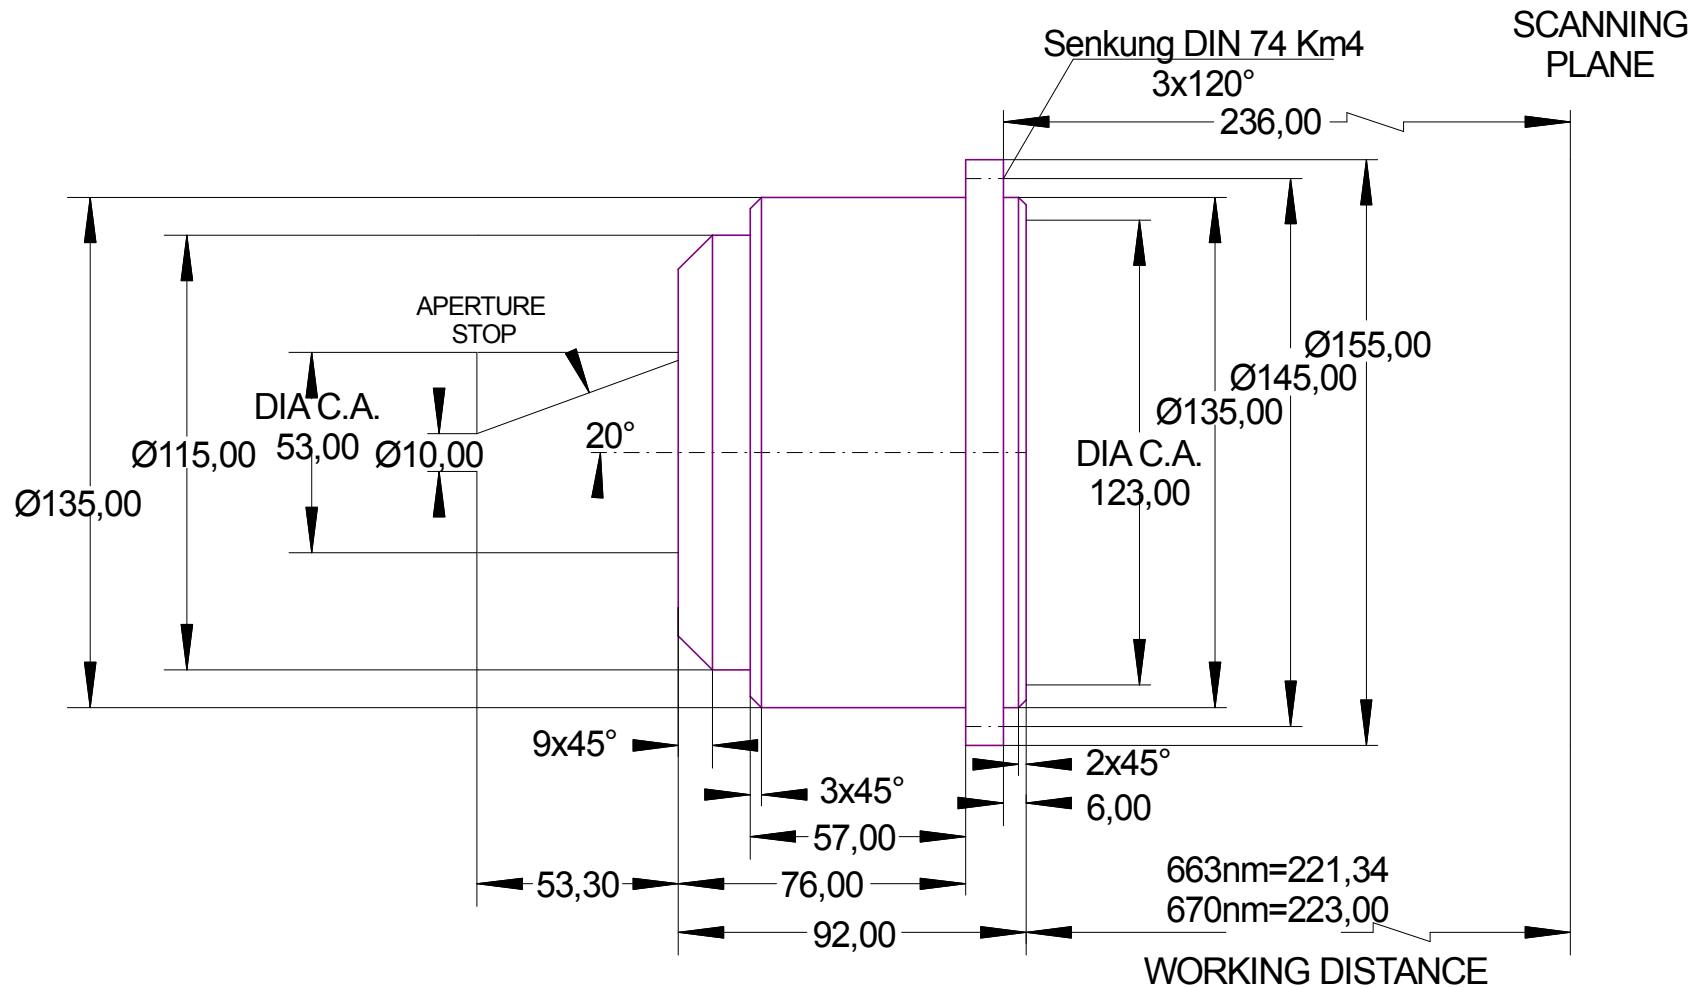 SCANNING
PLANE
Senkung DIN 74 Km4
3x120°
236,00
APERTURE
STOP
Ø155,00
Ø145,00
Ø135,00
DIA C.A.
53,00
Ø10,00
Ø115,00
Ø135,00
20°
DIA C.A.
123,00
9x45°
3x45°
2x45°
6,00
57,00
53,30
76,00
92,00
663nm=221,34
670nm=223,00
WORKING DISTANCE